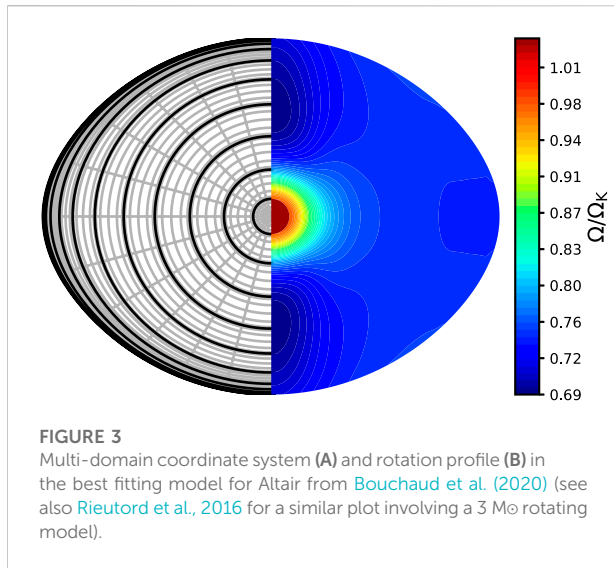 1.01
0.98
0.94
0.91
0.87
0.83
0.80
0.76
0.72
0.69
Ω/Ωκ
FIGURE 3
Multi-domain coordinate system (A) and rotation profile (B) in
the best fitting model for Altair from Bouchaud et al. (2020) (see
also Rieutord et al., 2016 for a similar plot involving a 3 M⊙ rotating
model).